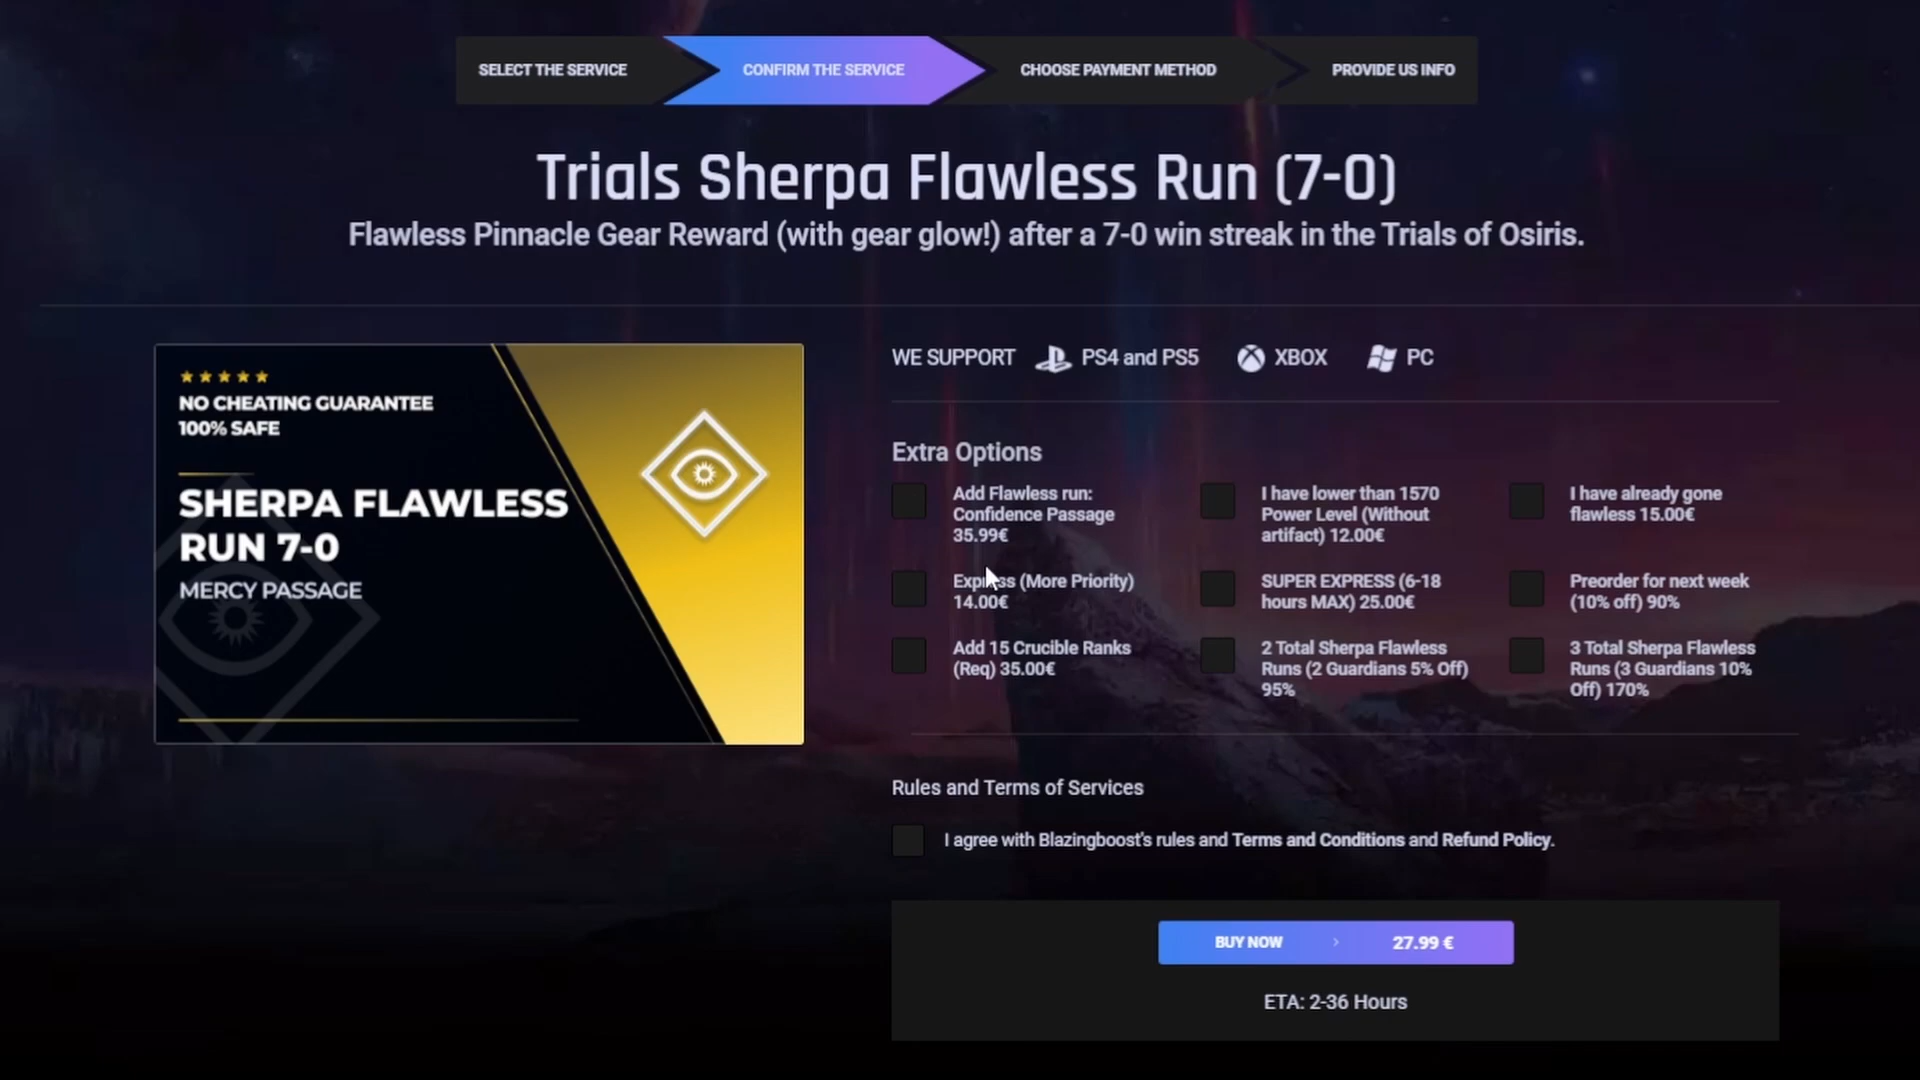 SELECT THE SERVICE
CONFIRM THE SERVICE
CHOOSE PAYMENT METHOD
PROVIDE US INFO
Trials Sherpa Flawless Run (7-0)
Flawless Pinnacle Gear Reward (with gear glow!) after a 7-0 win streak in the Trials of Osiris.
NO CHEATING GUARANTEE
100% SAFE
SHERPA FLAWLESS
RUN 7-0
MERCY PASSAGE
WE SUPPORT PS4 and PS5 XBOX PC
Extra Options
Add Flawless run:
Confidence Passage
35.99€
I have lower than 1570
Power Level (Without
artifact) 12.00€
I have already gone
flawless 15.00€
Express (More Priority)
14.00€
SUPER EXPRESS (6-18
hours MAX) 25.00€
Preorder for next week
(10% off) 90%
Add 15 Crucible Ranks
(Req) 35.00€
2 Total Sherpa Flawless
Runs (2 Guardians 5% Off)
95%
3 Total Sherpa Flawless
Runs (3 Guardians 10%
Off) 170%
Rules and Terms of Services
I agree with Blazingboost's rules and Terms and Conditions and Refund Policy.
BUY NOW > 27.99 €
ETA: 2-36 Hours